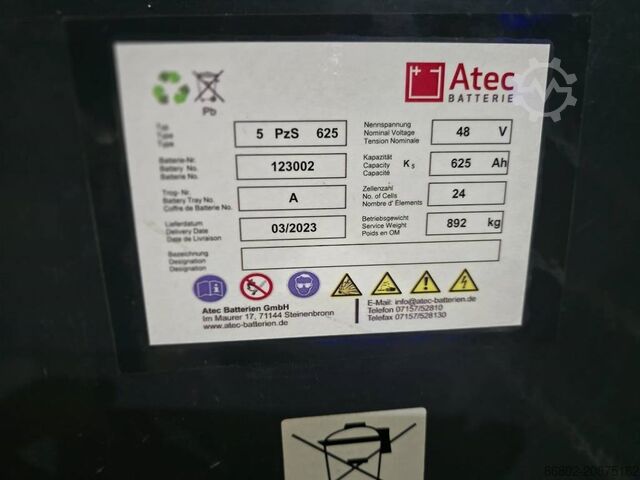 Atec
BATTERIE
Pb
Typ
Type
Type
5 PzS 625
Nennspannung
Nominal Voltage
Tension Nominale
48 V
Batterie-Nr.
Battery No.
Batterie No.
123002
Kapazität
Capacity
Capacité
K5
625 Ah
Trog-Nr.
Battery Tray No.
Coffre de Batterie No.
A
Zellenzahl
No. of Cells
Nombre d' Elements
24
Lieferdatum
Delivery Date
Date de Livraison
03/2023
Betriebsgewicht
Service Weight
Poids en OM
892 kg
Bezeichnung
Designation
Designation
Atec Batterien GmbH
Im Maurer 17, 71144 Steinenbronn
www.atec-batterien.de
E-Mail: info@atec-batterien.de
Telefon 07157/52810
Telefax 07157/528130
86802-20875182